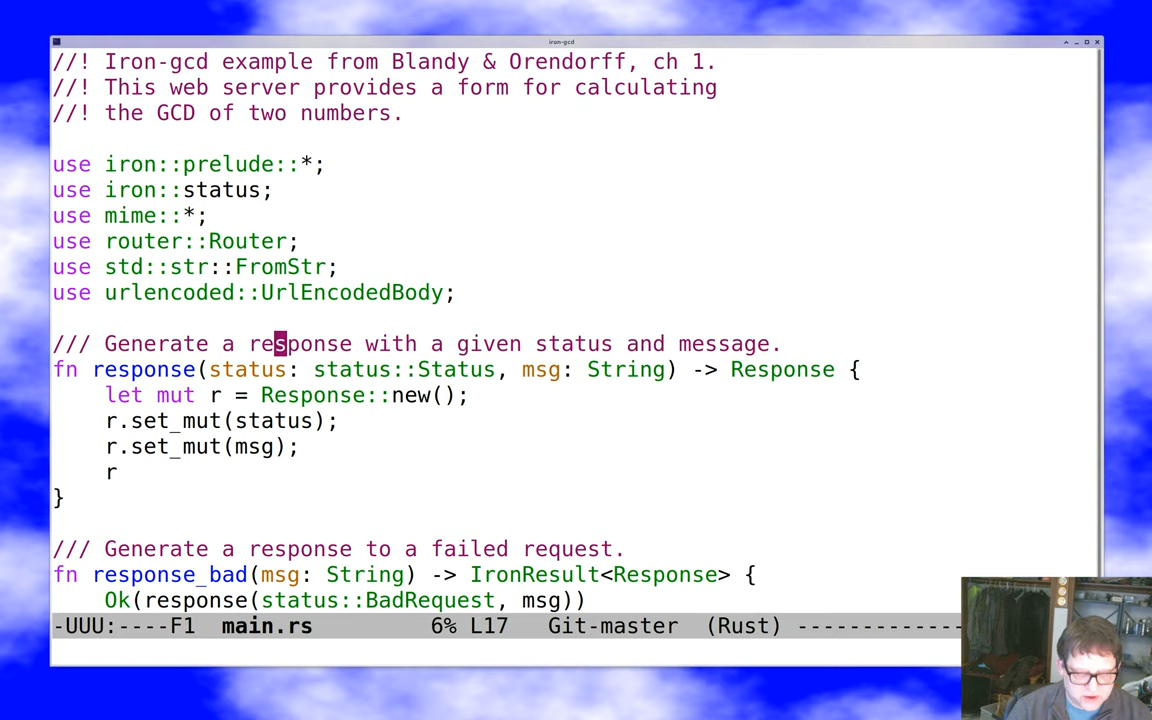 iron-gcd
//! Iron-gcd example from Blandy & Orendorff, ch 1.
//! This web server provides a form for calculating
//! the GCD of two numbers.
use iron::prelude::*;
use iron::status;
use mime::*;
use router::Router;
use std::str::FromStr;
use urlencoded::UrlEncodedBody;
/// Generate a response with a given status and message.
fn response(status: status::Status, msg: String) -> Response {
    let mut r = Response::new();
    r.set_mut(status);
    r.set_mut(msg);
    r
}
/// Generate a response to a failed request.
fn response_bad(msg: String) -> IronResult<Response> {
    Ok(response(status::BadRequest, msg))
-UUU:----F1  main.rs         6% L17   Git-master  (Rust) -------------